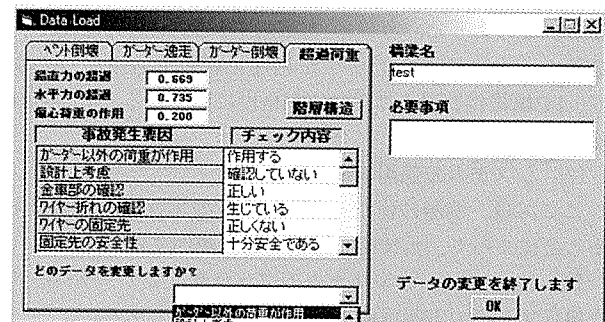 Data Load
ベント倒壊
ガーダー逸走
ガーダー倒壊
超過荷重
鉛直力の超過 0.669
水平力の超過 0.735
偏心荷重の作用 0.200
階層構造
事故発生要因 チェック内容
ガーダー以外の荷重が作用 作用する
設計上考慮 確認していない
金車部の確認 正しい
ワイヤー折れの確認 生じている
ワイヤーの固定先 正しくない
固定先の安全性 十分安全である
どのデータを変更しますか?
ガーダー以外の荷重が作用
橋梁名
test
必要事項
データの変更を終了します
OK